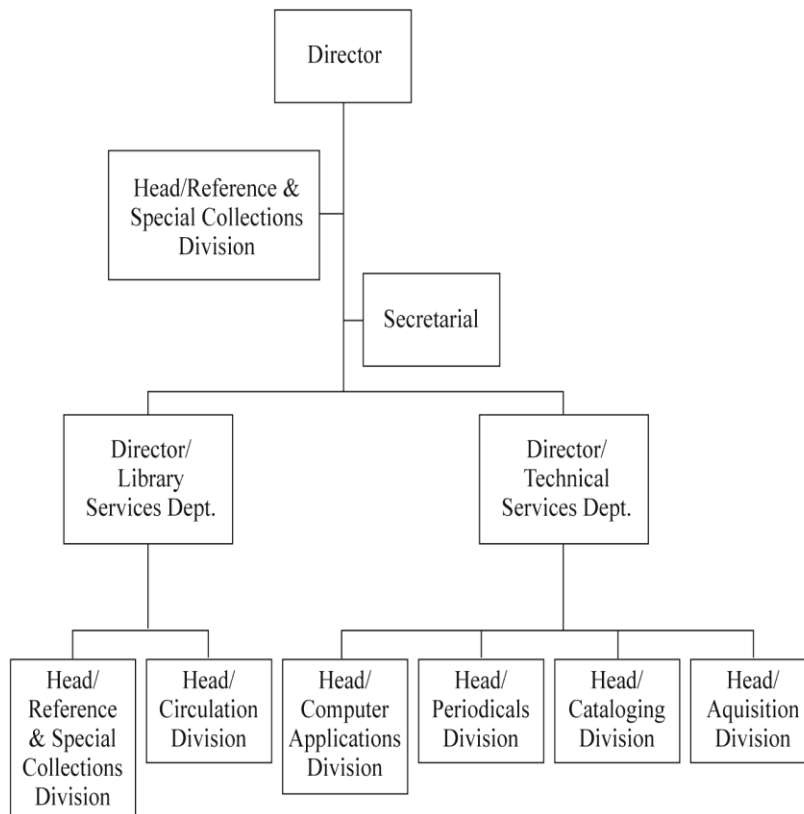 Director
Head/Reference &
Special Collections
Division
Secretarial
Director/
Library
Services Dept.
Director/
Technical
Services Dept.
Head/
Reference
& Special
Collections
Division
Head/
Circulation
Division
Head/
Computer
Applications
Division
Head/
Periodicals
Division
Head/
Cataloging
Division
Head/
Aquisition
Division